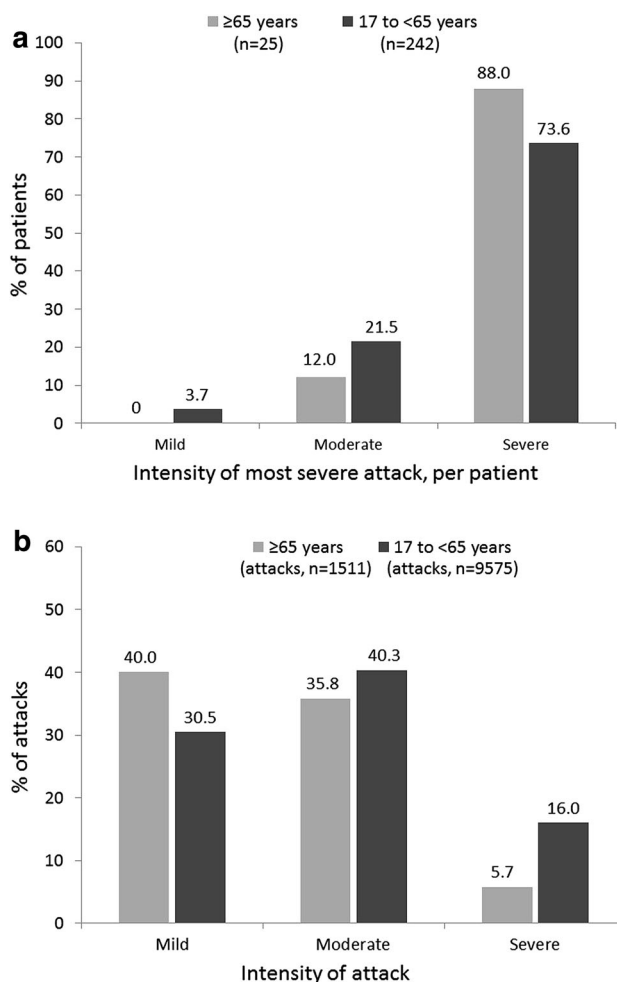 a
≥65 years
(n=25)
17 to <65 years
(n=242)
% of patients
100
90
80
70
60
50
40
30
20
10
0
0
3.7
12.0
21.5
88.0
73.6
Mild
Moderate
Severe
Intensity of most severe attack, per patient
b
≥65 years
(attacks, n=1511)
17 to <65 years
(attacks, n=9575)
% of attacks
60
50
40
30
20
10
0
40.0
30.5
35.8
40.3
5.7
16.0
Mild
Moderate
Severe
Intensity of attack